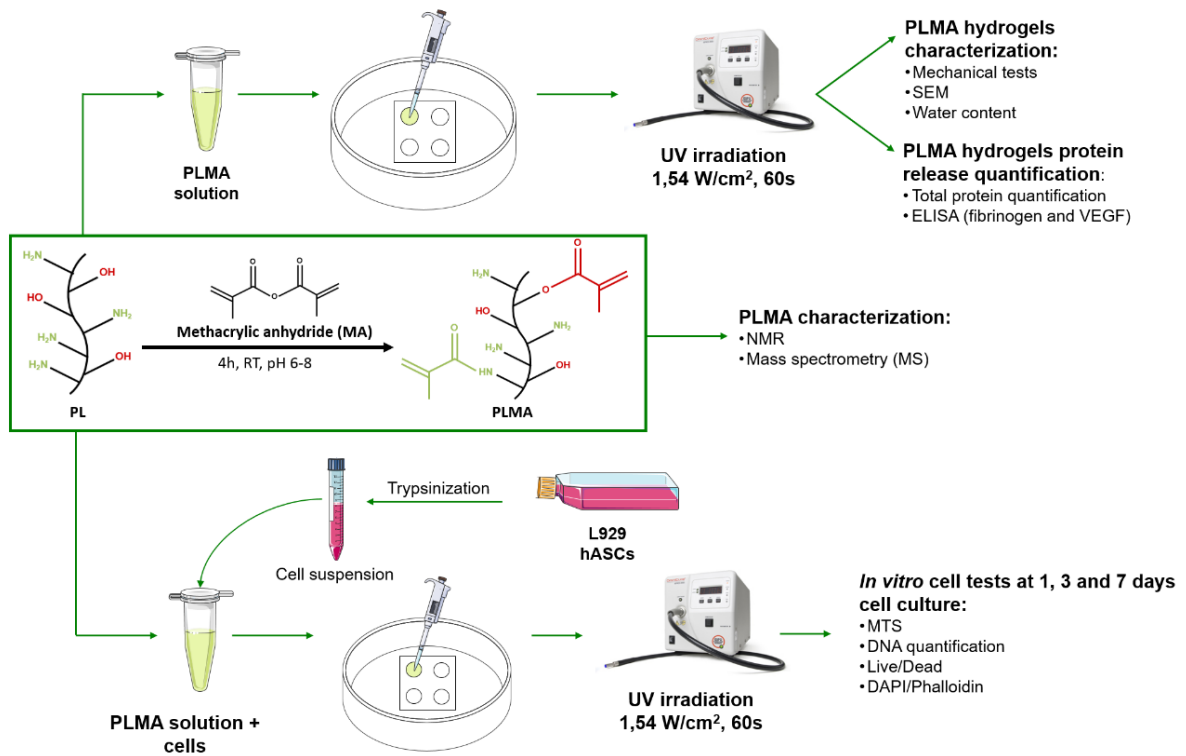 PLMA
solution
UV irradiation
1,54 W/cm², 60s
PLMA hydrogels
characterization:
•Mechanical tests
•SEM
•Water content
PLMA hydrogels protein
release quantification:
•Total protein quantification
•ELISA (fibrinogen and VEGF)
H₂N
OH
HO
NH₂
H₂N
H₂N
OH
PL
O
O
O
Methacrylic anhydride (MA)
4h, RT, pH 6-8
O
H₂N
O
HO
NH₂
O
H₂N
HN
OH
PLMA
PLMA characterization:
•NMR
•Mass spectrometry (MS)
Trypsinization
L929
hASCs
Cell suspension
PLMA solution +
cells
UV irradiation
1,54 W/cm², 60s
In vitro cell tests at 1, 3 and 7 days
cell culture:
•MTS
•DNA quantification
•Live/Dead
•DAPI/Phalloidin